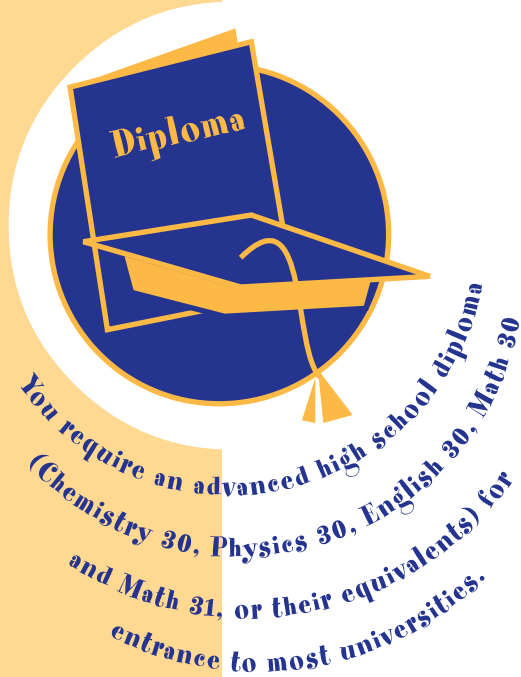 Diploma
You require an advanced high school diploma
(Chemistry 30, Physics 30, English 30, Math 30
and Math 31, or their equivalents) for
entrance to most universities.